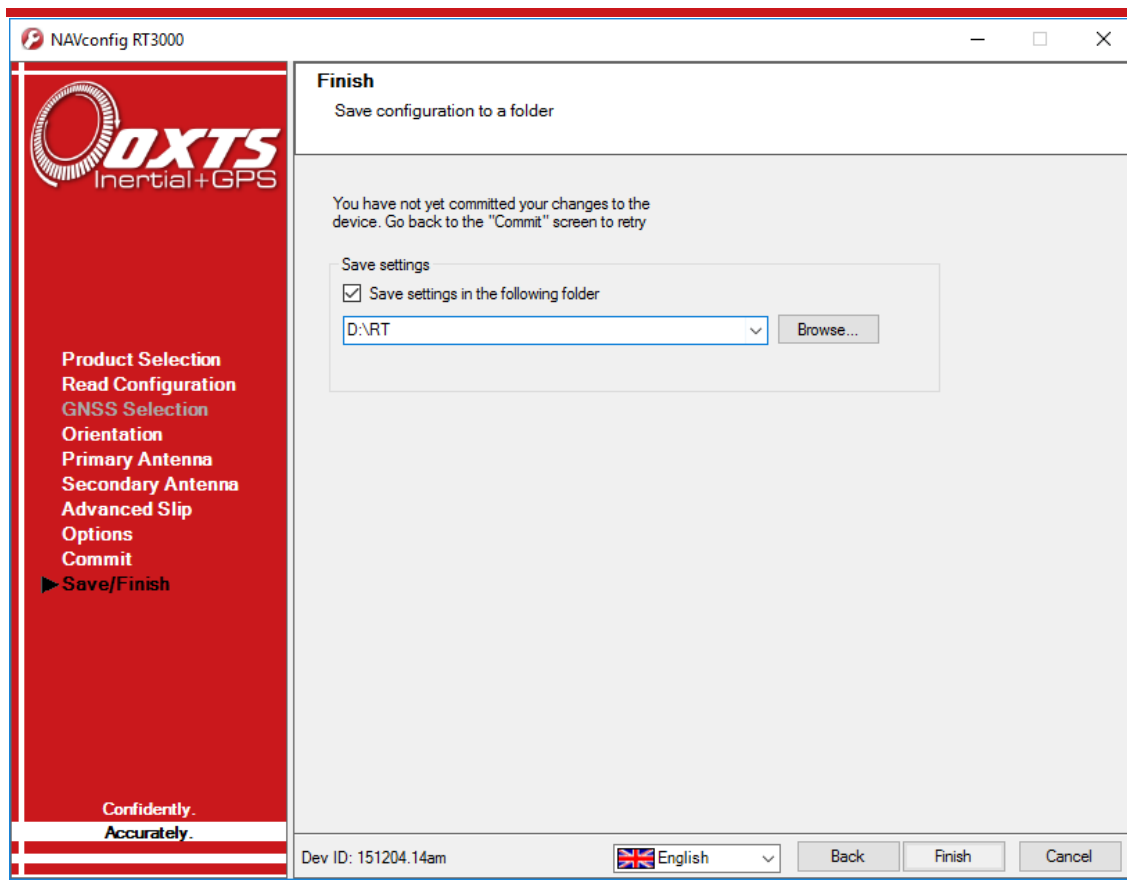 NAVconfig RT3000
OXTS
Inertial+GPS
Product Selection
Read Configuration
GNSS Selection
Orientation
Primary Antenna
Secondary Antenna
Advanced Slip
Options
Commit
Save/Finish
Confidently.
Accurately.
Finish
Save configuration to a folder
You have not yet committed your changes to the
device. Go back to the "Commit" screen to retry
Save settings
Save settings in the following folder
D:\RT
Browse...
Dev ID: 151204.14am
English
Back
Finish
Cancel